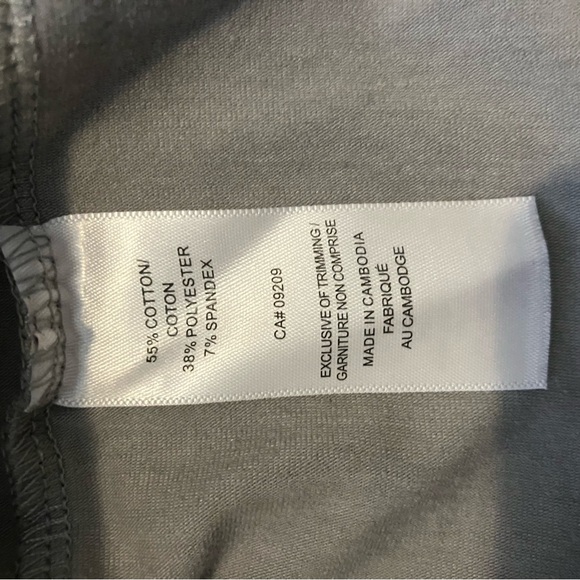 55% COTTON/
COTON
38% POLYESTER
7% SPANDEX
CA# 09209
EXCLUSIVE OF TRIMMING /
GARNITURE NON COMPRISE
MADE IN CAMBODIA
FABRIQUÉ
AU CAMBODGE